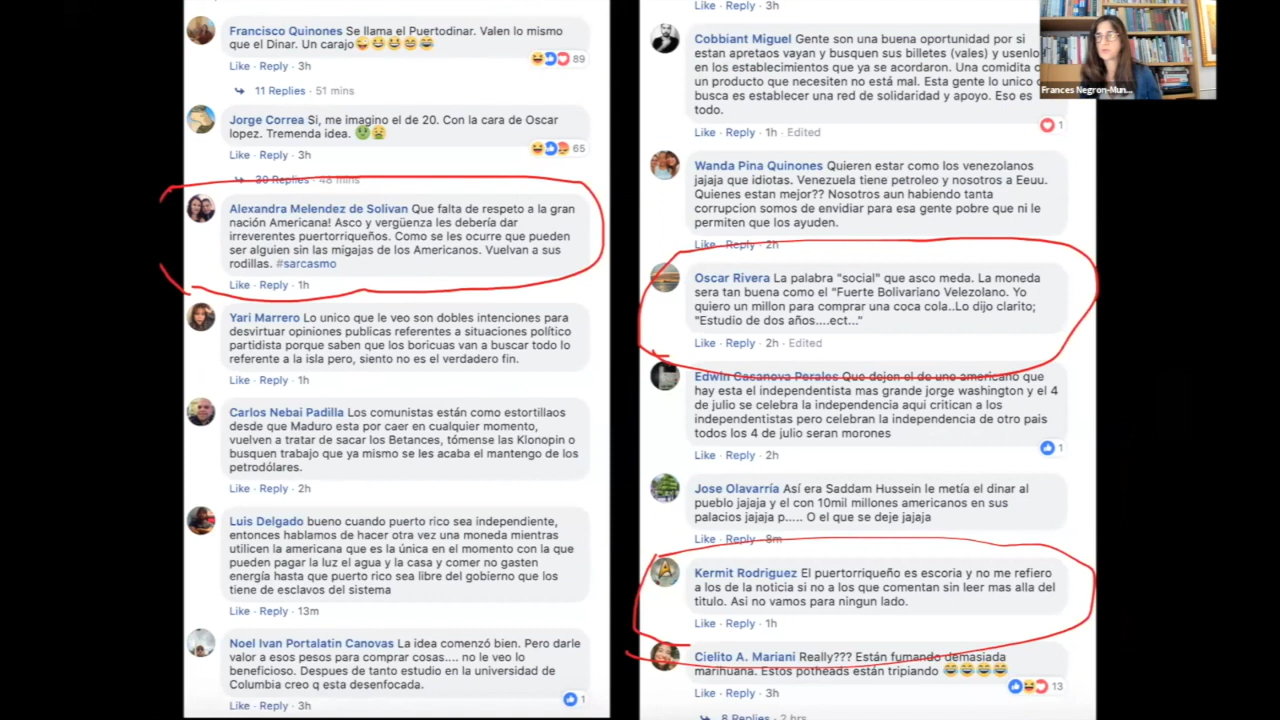 Francisco Quinones Se llama el Puertodinar. Valen lo mismo
que el Dinar. Un carajo
89
Like · Reply · 3h
11 Replies · 51 mins
Jorge Correa Si, me imagino el de 20. Con la cara de Oscar
lopez. Tremenda idea.
65
Like · Reply · 3h
30 Replies · 48 mins
Alexandra Melendez de Solivan Que falta de respeto a la gran
nación Americana! Asco y vergüenza les debería dar
irreverentes puertorriqueños. Como se les ocurre que pueden
ser alguien sin las migajas de los Americanos. Vuelvan a sus
rodillas. #sarcasmo
Like · Reply · 1h
Yari Marrero Lo unico que le veo son dobles intenciones para
desvirtuar opiniones publicas referentes a situaciones político
partidista porque saben que los boricuas van a buscar todo lo
referente a la isla pero, siento no es el verdadero fin.
Like · Reply · 1h
Carlos Nebai Padilla Los comunistas están como estortillaos
desde que Maduro esta por caer en cualquier momento,
vuelven a tratar de sacar los Betances, tómense las Klonopin o
busquen trabajo que ya mismo se les acaba el mantengo de los
petrodólares.
Like · Reply · 2h
Luis Delgado bueno cuando puerto rico sea independiente,
entonces hablamos de hacer otra vez una moneda mientras
utilicen la americana que es la única en el momento con la que
pueden pagar la luz el agua y la casa y comer no gasten
energía hasta que puerto rico sea libre del gobierno que los
tiene de esclavos del sistema
Like · Reply · 13m
Noel Ivan Portalatin Canovas La idea comenzó bien. Pero darle
valor a esos pesos para comprar cosas.... no le veo lo
beneficioso. Despues de tanto estudio en la universidad de
Columbia creo q esta desenfocada.
1
Like · Reply · 3h
Like · Reply · 3h
Cobbiant Miguel Gente son una buena oportunidad por si
estan apretaos vayan y busquen sus billetes (vales) y usenlo
en los establecimientos que ya se acordaron. Una comidita o
un producto que necesiten no está mal. Esta gente lo unico
busca es establecer una red de solidaridad y apoyo. Eso es
todo.
1
Like · Reply · 1h · Edited
Wanda Pina Quinones Quieren estar como los venezolanos
jajaja que idiotas. Venezuela tiene petroleo y nosotros a Eeuu.
Quienes estan mejor?? Nosotros aun habiendo tanta
corrupcion somos de envidiar para esa gente pobre que ni le
permiten que los ayuden.
Like · Reply · 2h
Oscar Rivera La palabra "social" que asco meda. La moneda
sera tan buena como el "Fuerte Bolivariano Velezolano. Yo
quiero un millon para comprar una coca cola..Lo dijo clarito;
"Estudio de dos años....ect..."
Like · Reply · 2h · Edited
Edwin Casanova Perales Que dejen el de uno americano que
hay esta el independentista mas grande jorge washington y el 4
de julio se celebra la independencia aqui critican a los
independentistas pero celebran la independencia de otro pais
todos los 4 de julio seran morones
1
Like · Reply · 2h
Jose Olavarría Así era Saddam Hussein le metía el dinar al
pueblo jajaja y el con 10mil millones americanos en sus
palacios jajaja p..... O el que se deje jajaja
Like · Reply · 8m
Kermit Rodriguez El puertorriqueño es escoria y no me refiero
a los de la noticia si no a los que comentan sin leer mas alla del
titulo. Asi no vamos para ningun lado.
Like · Reply · 1h
Cielito A. Mariani Really??? Están fumando demasiada
marihuana. Estos potheads están tripiando
13
Like · Reply · 3h
8 Replies · 2 hrs
Frances Negron-Mun...